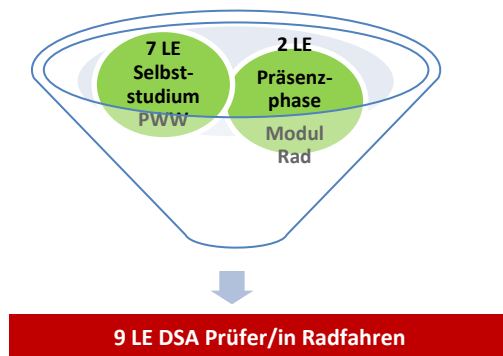 7 LE
Selbst-
studium
PWW
2 LE
Präsenz-
phase
Modul
Rad
9 LE DSA Prüfer/in Radfahren